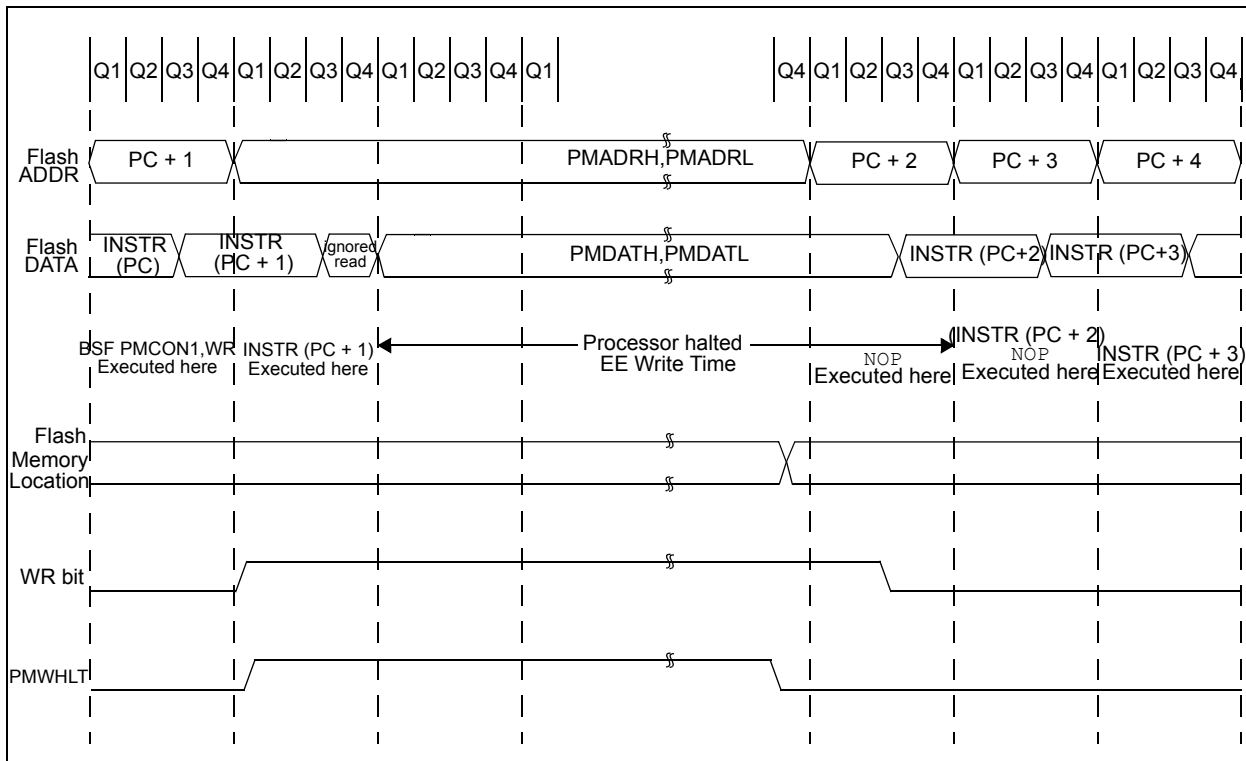 Q1 Q2 Q3 Q4 Q1 Q2 Q3 Q4 Q1 Q2 Q3 Q4 Q1 Q4 Q1 Q2 Q3 Q4 Q1 Q2 Q3 Q4 Q1 Q2 Q3 Q4
Flash
ADDR
PC + 1
PMADRH,PMADRL
PC + 2
PC + 3
PC + 4
Flash
DATA
INSTR
(PC)
INSTR
(PC + 1)
ignored
read
PMDATH,PMDATL
INSTR (PC+2)
INSTR (PC+3)
BSF PMCON1,WR
Executed here
INSTR (PC + 1)
Executed here
Processor halted
EE Write Time
NOP
Executed here
(INSTR (PC + 2)
NOP
Executed here
INSTR (PC + 3)
Executed here
Flash
Memory
Location
WR bit
PMWHLT